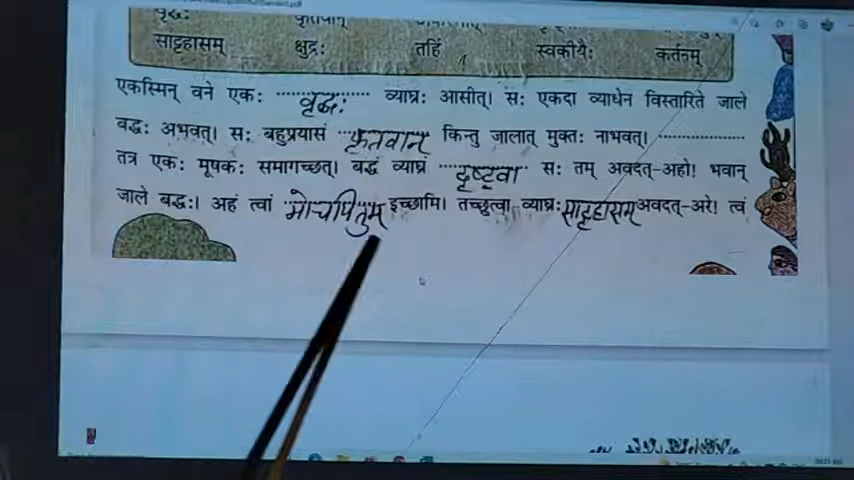 वृद्धः कृतवान्
साट्टहासम् क्षुद्रः तर्हि स्वकीयैः कर्तनम्
एकस्मिन् वने एकः ......वृद्धः...... व्याघ्रः आसीत्। सः एकदा व्याधेन विस्तारिते जाले
बद्धः अभवत्। सः बहुप्रयासं ...कृतवान् किन्तु जालात् मुक्तः नाभवत्। ..................
तत्र एकः मूषकः समागच्छत्। बद्धं व्याघ्रं ......दृष्ट्वा सः तम् अवदत्-अहो! भवान्
जाले बद्धः। अहं त्वां ...मोचयितुम् इच्छामि। तच्छ्रुत्वा व्याघ्रः साट्टहासम् अवदत्-अरे! त्वं